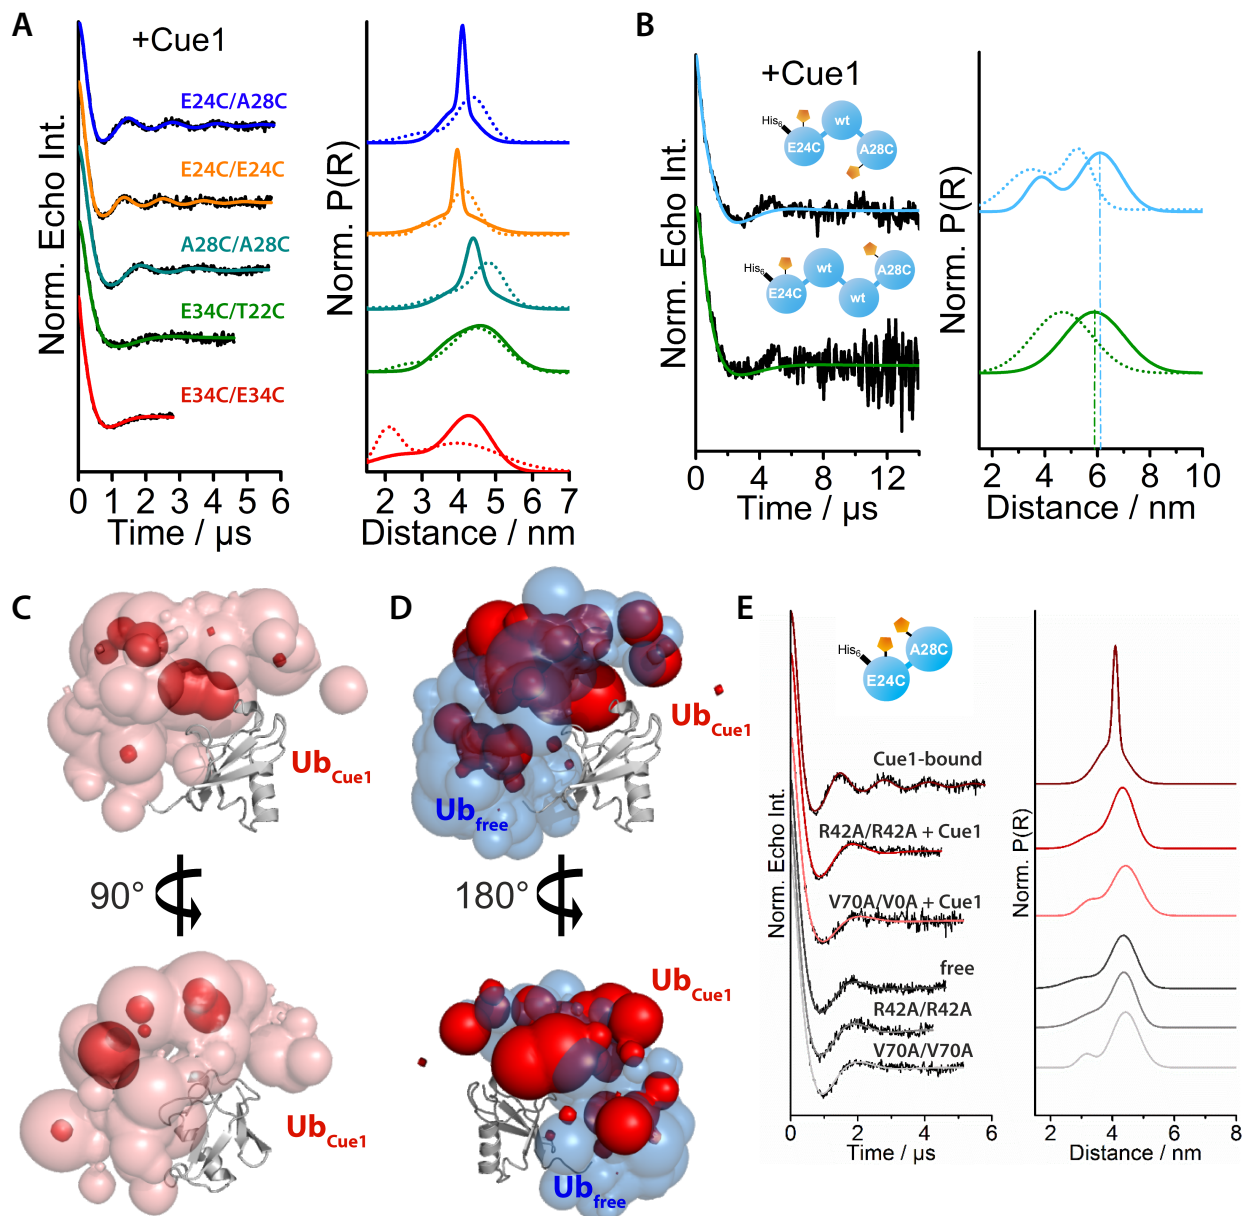 A
+Cue1
E24C/A28C
E24C/E24C
A28C/A28C
E34C/T22C
E34C/E34C
Norm. Echo Int.
0 1 2 3 4 5 6
Time / µs
Norm. P(R)
2 3 4 5 6 7
Distance / nm
B
+Cue1
His6
E24C
wt
A28C
His6
E24C
wt
wt
A28C
Norm. Echo Int.
0 4 8 12
Time / µs
Norm. P(R)
2 4 6 8 10
Distance / nm
C
UbCue1
90°
UbCue1
D
UbCue1
Ubfree
180°
UbCue1
Ubfree
E
His6
E24C
A28C
Cue1-bound
R42A/R42A + Cue1
V70A/V0A + Cue1
free
R42A/R42A
V70A/V70A
Norm. Echo Int.
0 2 4 6
Time / µs
Norm. P(R)
2 4 6 8
Distance / nm